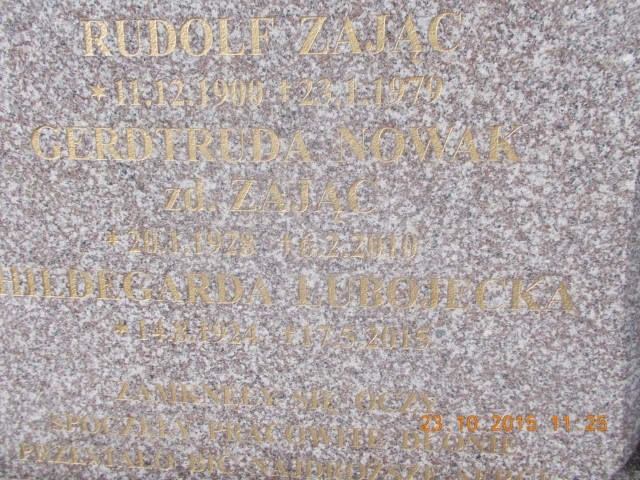 RUDOLF ZAJĄC
*11.12.1900 +23.1.1979
GERDTRUDA NOWAK
zd. ZAJĄC
*20.1.1928 +6.2.2010
HILDEGARDA LUBOJECKA
*14.8.1924 +17.5.2015.
ZAMKNĘŁY SIĘ OCZY
SPOCZĘŁY PRACOWITE DŁONIE
PRZESTAŁO BIĆ NAJDROŻSZE SERCE
23 10 2015 11 25